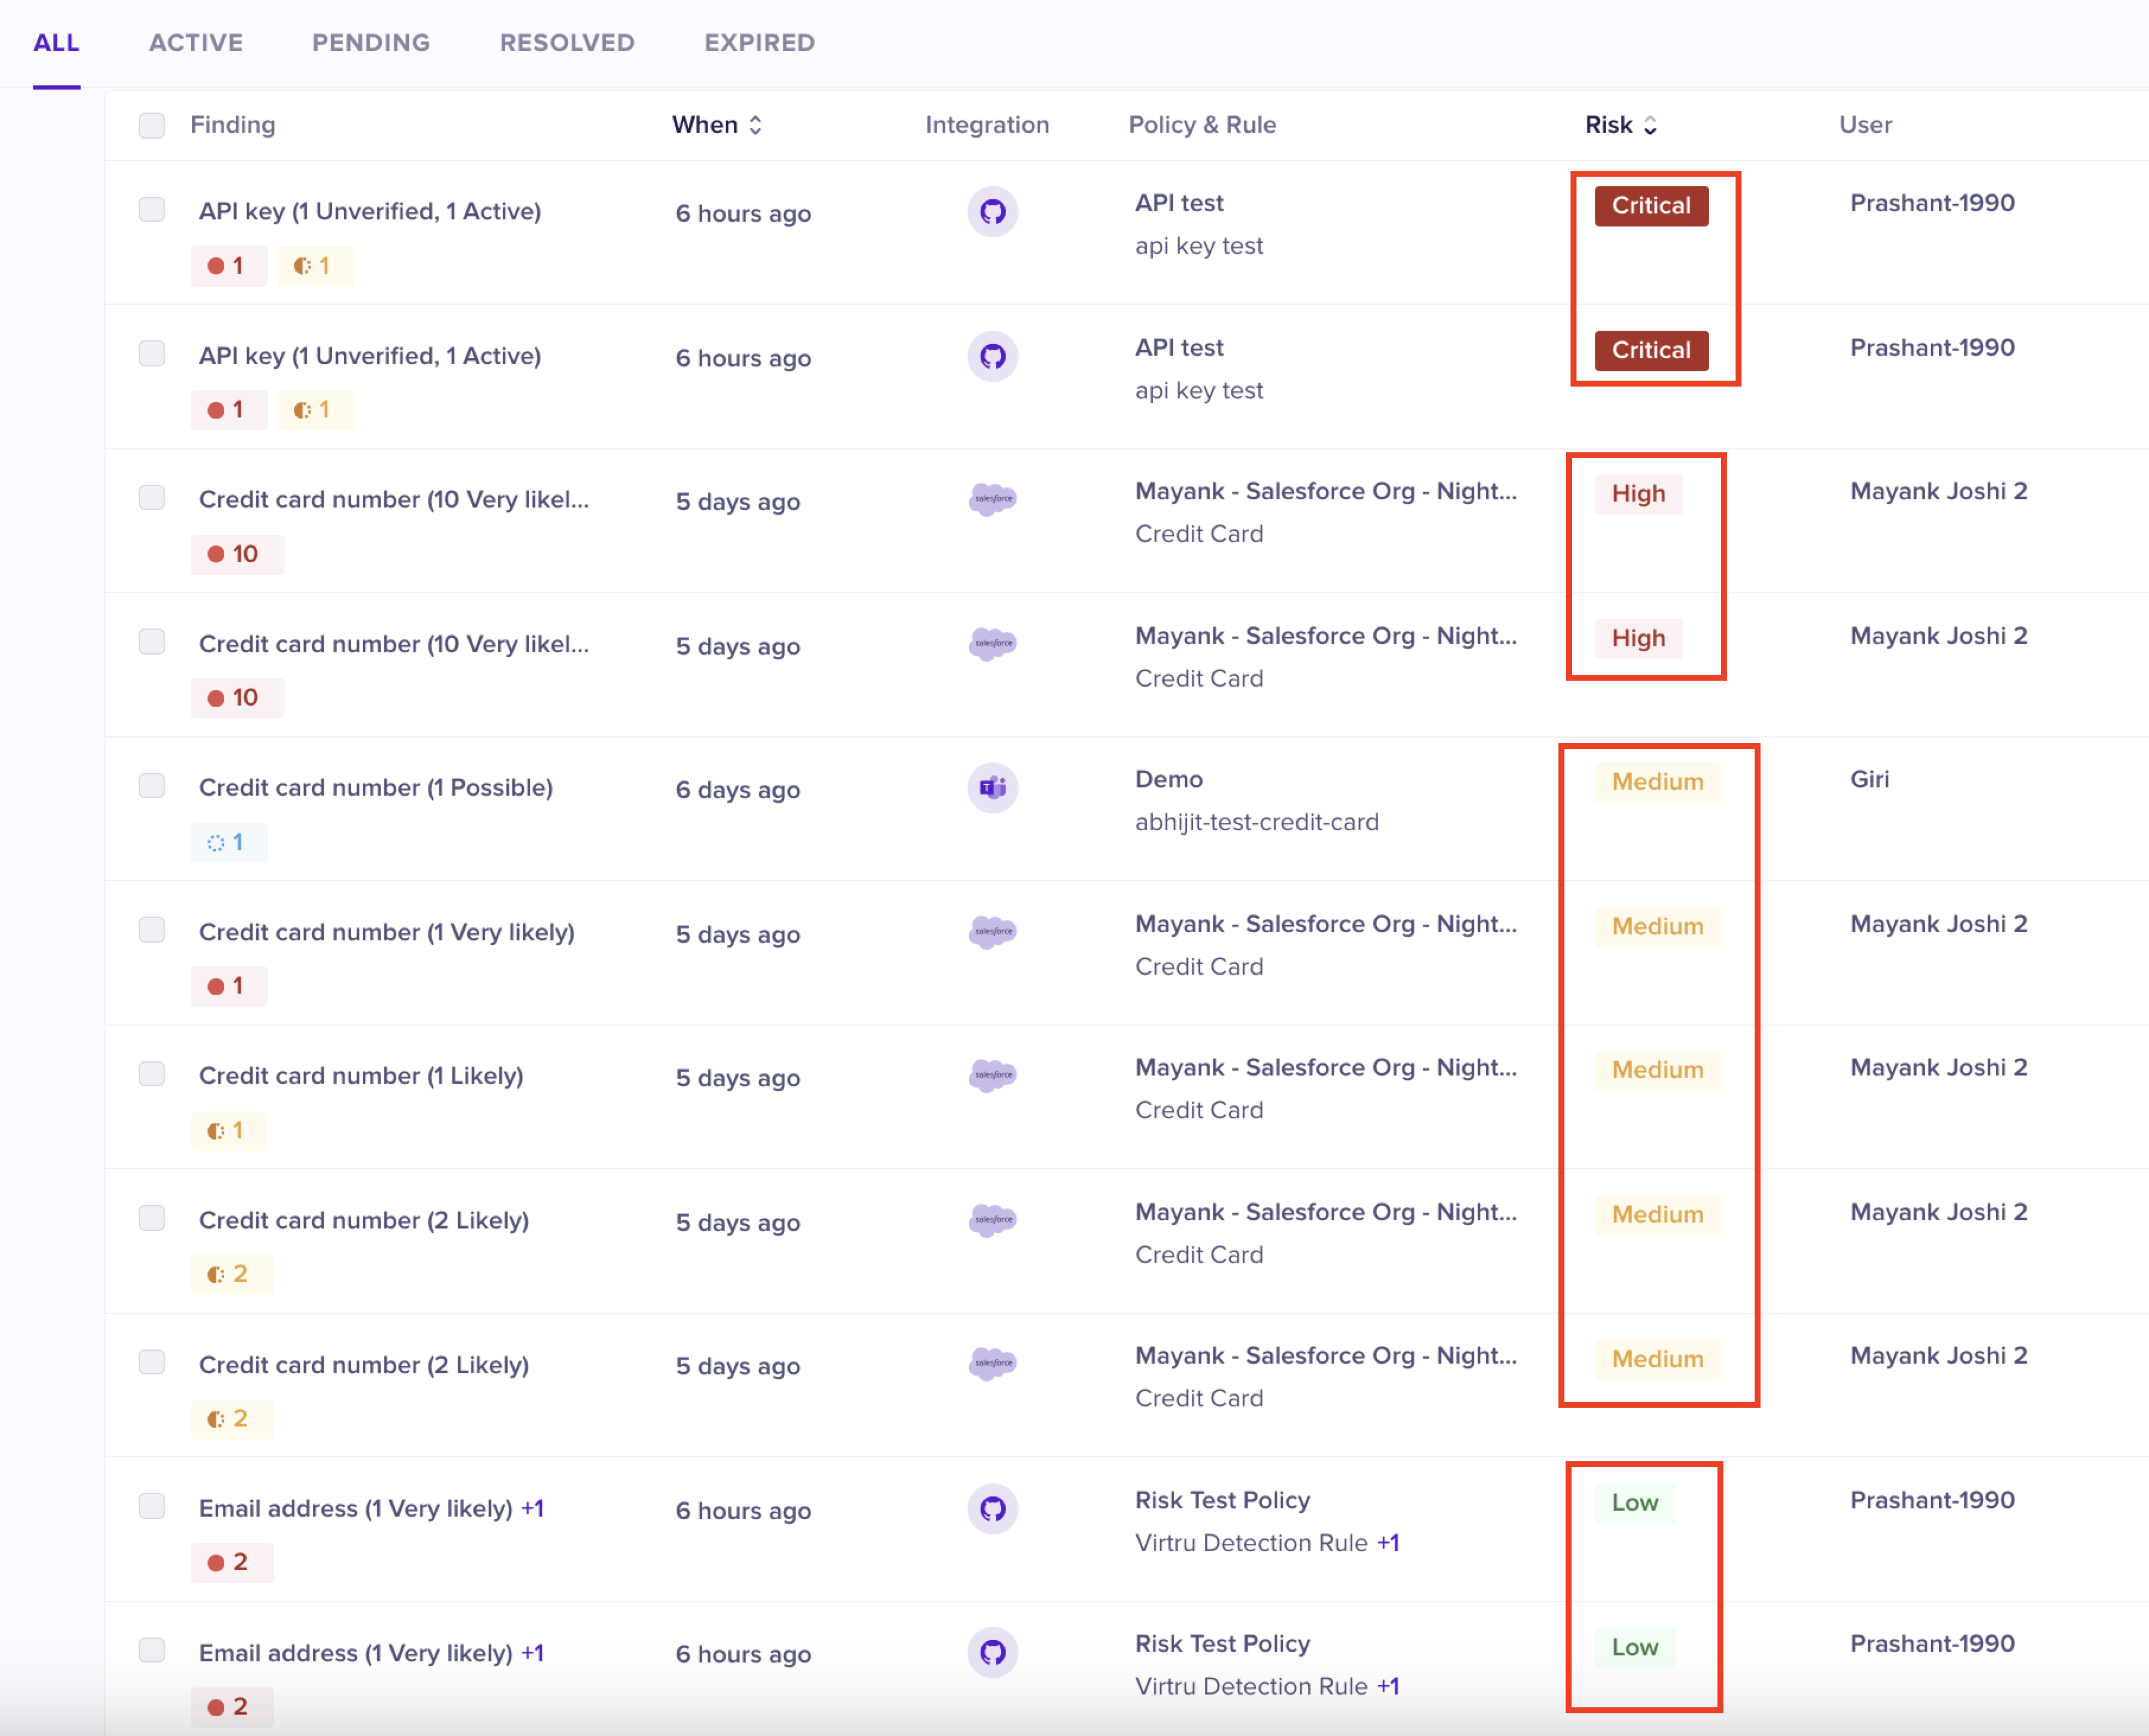 ALL ACTIVE PENDING RESOLVED EXPIRED
Finding When Integration Policy & Rule Risk User
API key (1 Unverified, 1 Active) 6 hours ago API test Critical Prashant-1990
api key test
1 1
API key (1 Unverified, 1 Active) 6 hours ago API test Critical Prashant-1990
api key test
1 1
Credit card number (10 Very likel... 5 days ago salesforce Mayank - Salesforce Org - Night... High Mayank Joshi 2
Credit Card
10
Credit card number (10 Very likel... 5 days ago salesforce Mayank - Salesforce Org - Night... High Mayank Joshi 2
Credit Card
10
Credit card number (1 Possible) 6 days ago T Demo Medium Giri
abhijit-test-credit-card
1
Credit card number (1 Very likely) 5 days ago salesforce Mayank - Salesforce Org - Night... Medium Mayank Joshi 2
Credit Card
1
Credit card number (1 Likely) 5 days ago salesforce Mayank - Salesforce Org - Night... Medium Mayank Joshi 2
Credit Card
1
Credit card number (2 Likely) 5 days ago salesforce Mayank - Salesforce Org - Night... Medium Mayank Joshi 2
Credit Card
2
Credit card number (2 Likely) 5 days ago salesforce Mayank - Salesforce Org - Night... Medium Mayank Joshi 2
Credit Card
2
Email address (1 Very likely) +1 6 hours ago Risk Test Policy Low Prashant-1990
Virtru Detection Rule +1
2
Email address (1 Very likely) +1 6 hours ago Risk Test Policy Low Prashant-1990
Virtru Detection Rule +1
2